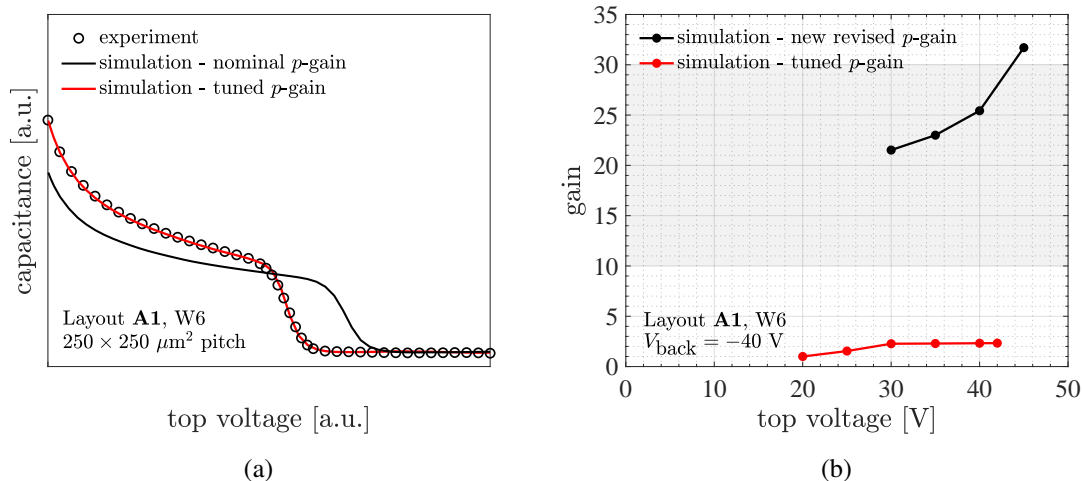 experiment
simulation - nominal p-gain
simulation - tuned p-gain
capacitance [a.u.]
Layout A1, W6
250 × 250 μm² pitch
top voltage [a.u.]
(a)
35
30
25
20
15
10
5
0
gain
simulation - new revised p-gain
simulation - tuned p-gain
Layout A1, W6
V_back = −40 V
0 10 20 30 40 50
top voltage [V]
(b)